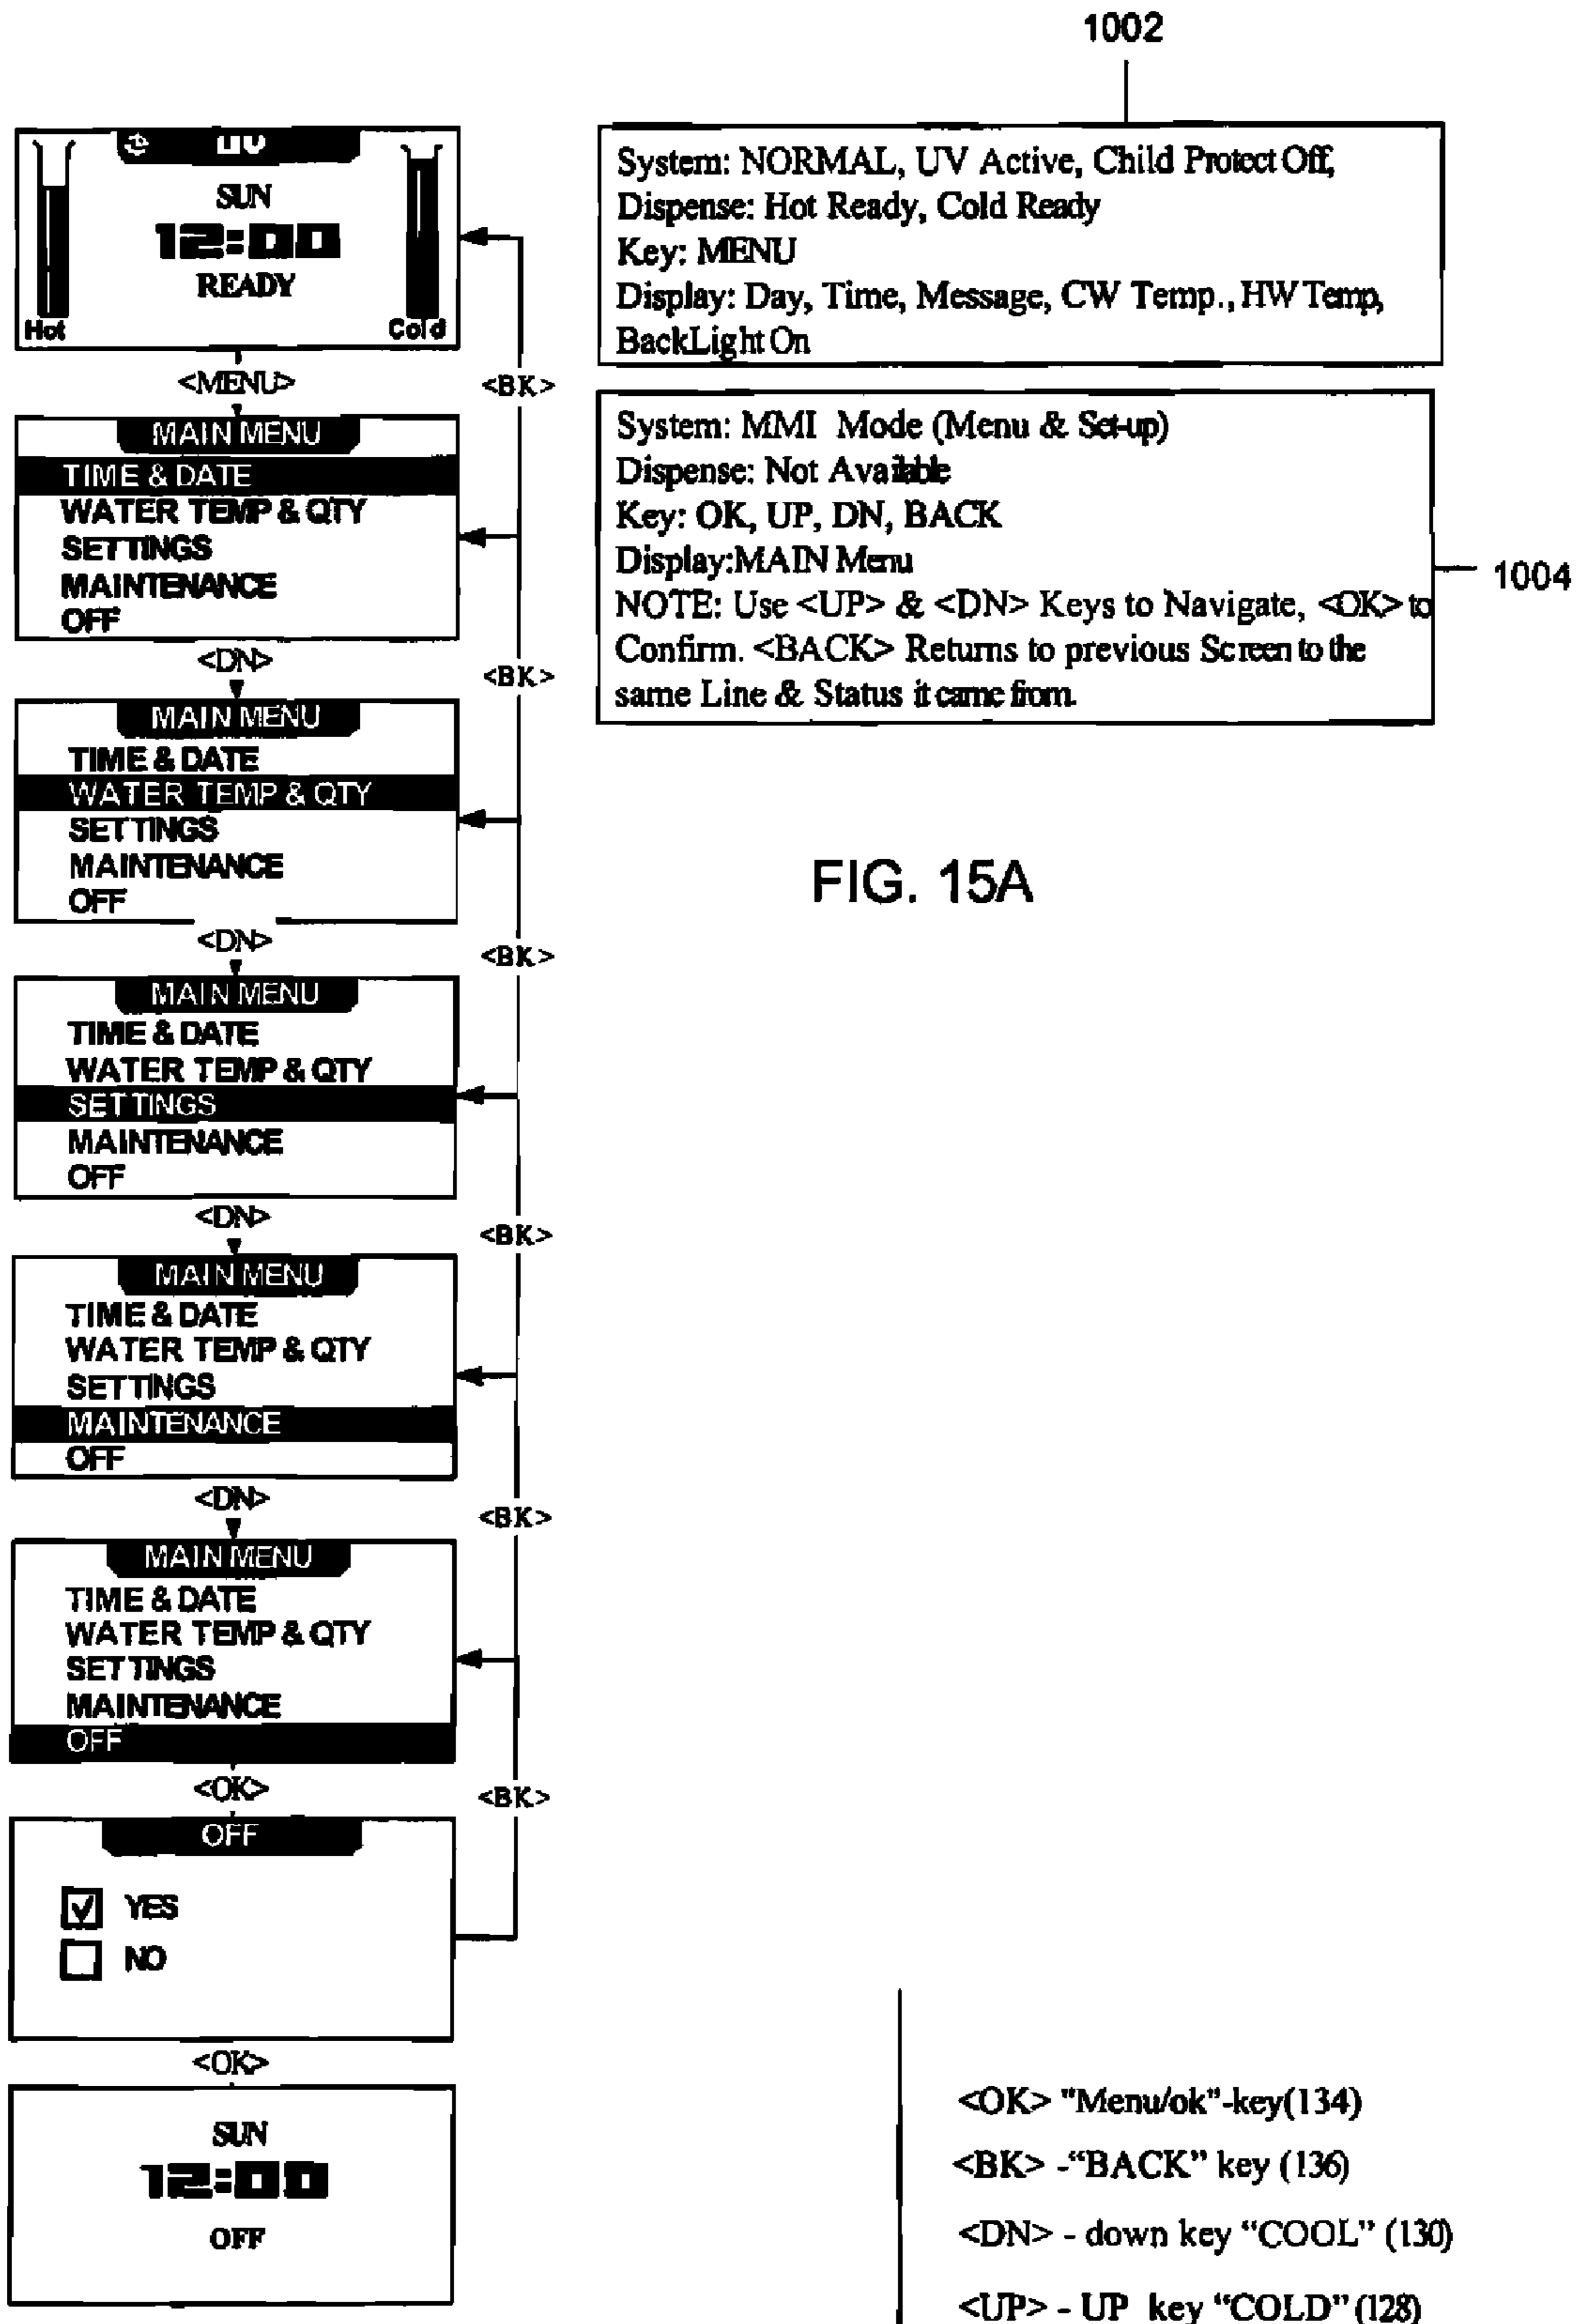 1002
UV
SUN
12:00
READY
Hot
Cold
<MENU>
<BK>
System: NORMAL, UV Active, Child Protect Off,
Dispense: Hot Ready, Cold Ready
Key: MENU
Display: Day, Time, Message, CW Temp., HW Temp,
BackLight On
MAIN MENU
TIME & DATE
WATER TEMP & QTY
SETTINGS
MAINTENANCE
OFF
<DN>
<BK>
System: MMI Mode (Menu & Set-up)
Dispense: Not Available
Key: OK, UP, DN, BACK
Display:MAIN Menu
NOTE: Use <UP> & <DN> Keys to Navigate, <OK> to
Confirm. <BACK> Returns to previous Screen to the
same Line & Status it came from.
1004
MAIN MENU
TIME & DATE
WATER TEMP & QTY
SETTINGS
MAINTENANCE
OFF
<DN>
<BK>
FIG. 15A
MAIN MENU
TIME & DATE
WATER TEMP & QTY
SETTINGS
MAINTENANCE
OFF
<DN>
<BK>
MAIN MENU
TIME & DATE
WATER TEMP & QTY
SETTINGS
MAINTENANCE
OFF
<DN>
<BK>
MAIN MENU
TIME & DATE
WATER TEMP & QTY
SETTINGS
MAINTENANCE
OFF
<OK>
<BK>
OFF
YES
NO
<OK>
SUN
12:00
OFF
<OK> "Menu/ok"-key(134)
<BK> -“BACK” key (136)
<DN> - down key “COOL” (130)
<UP> - UP key “COLD” (128)